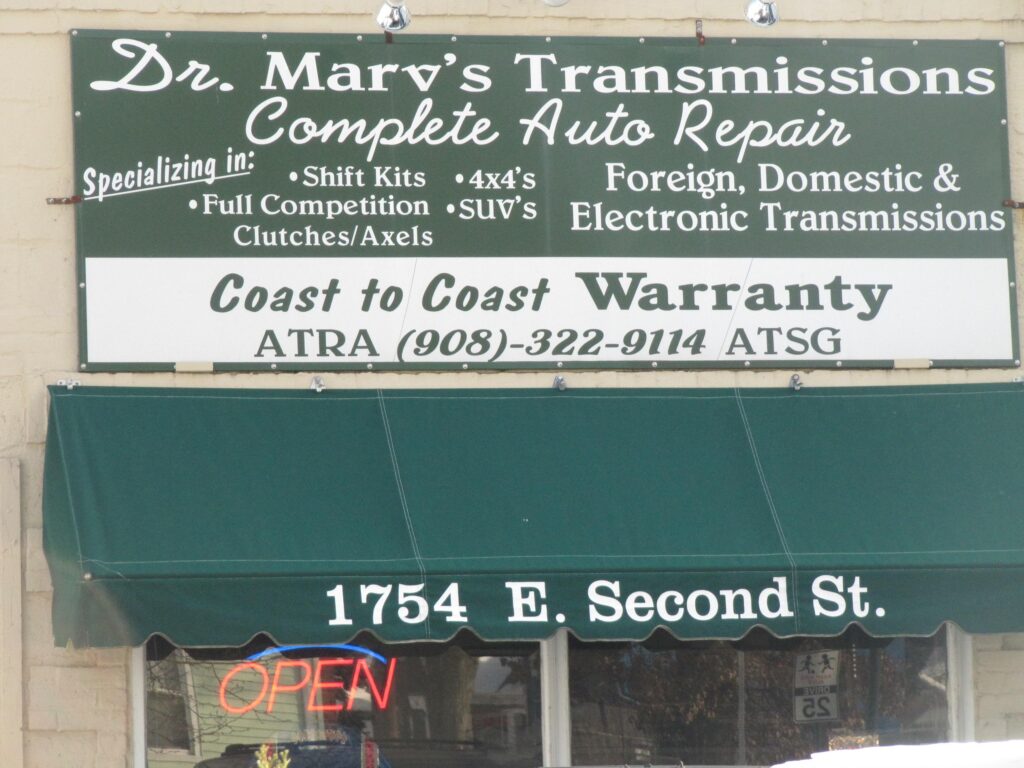 Dr. Marv's Transmissions
Complete Auto Repair
Specializing in:
•Shift Kits •4x4's
•Full Competition •SUV's
Clutches/Axels
Foreign, Domestic &
Electronic Transmissions
Coast to Coast Warranty
ATRA (908)-322-9114 ATSG
1754 E. Second St.
OPEN
DRIVE
25